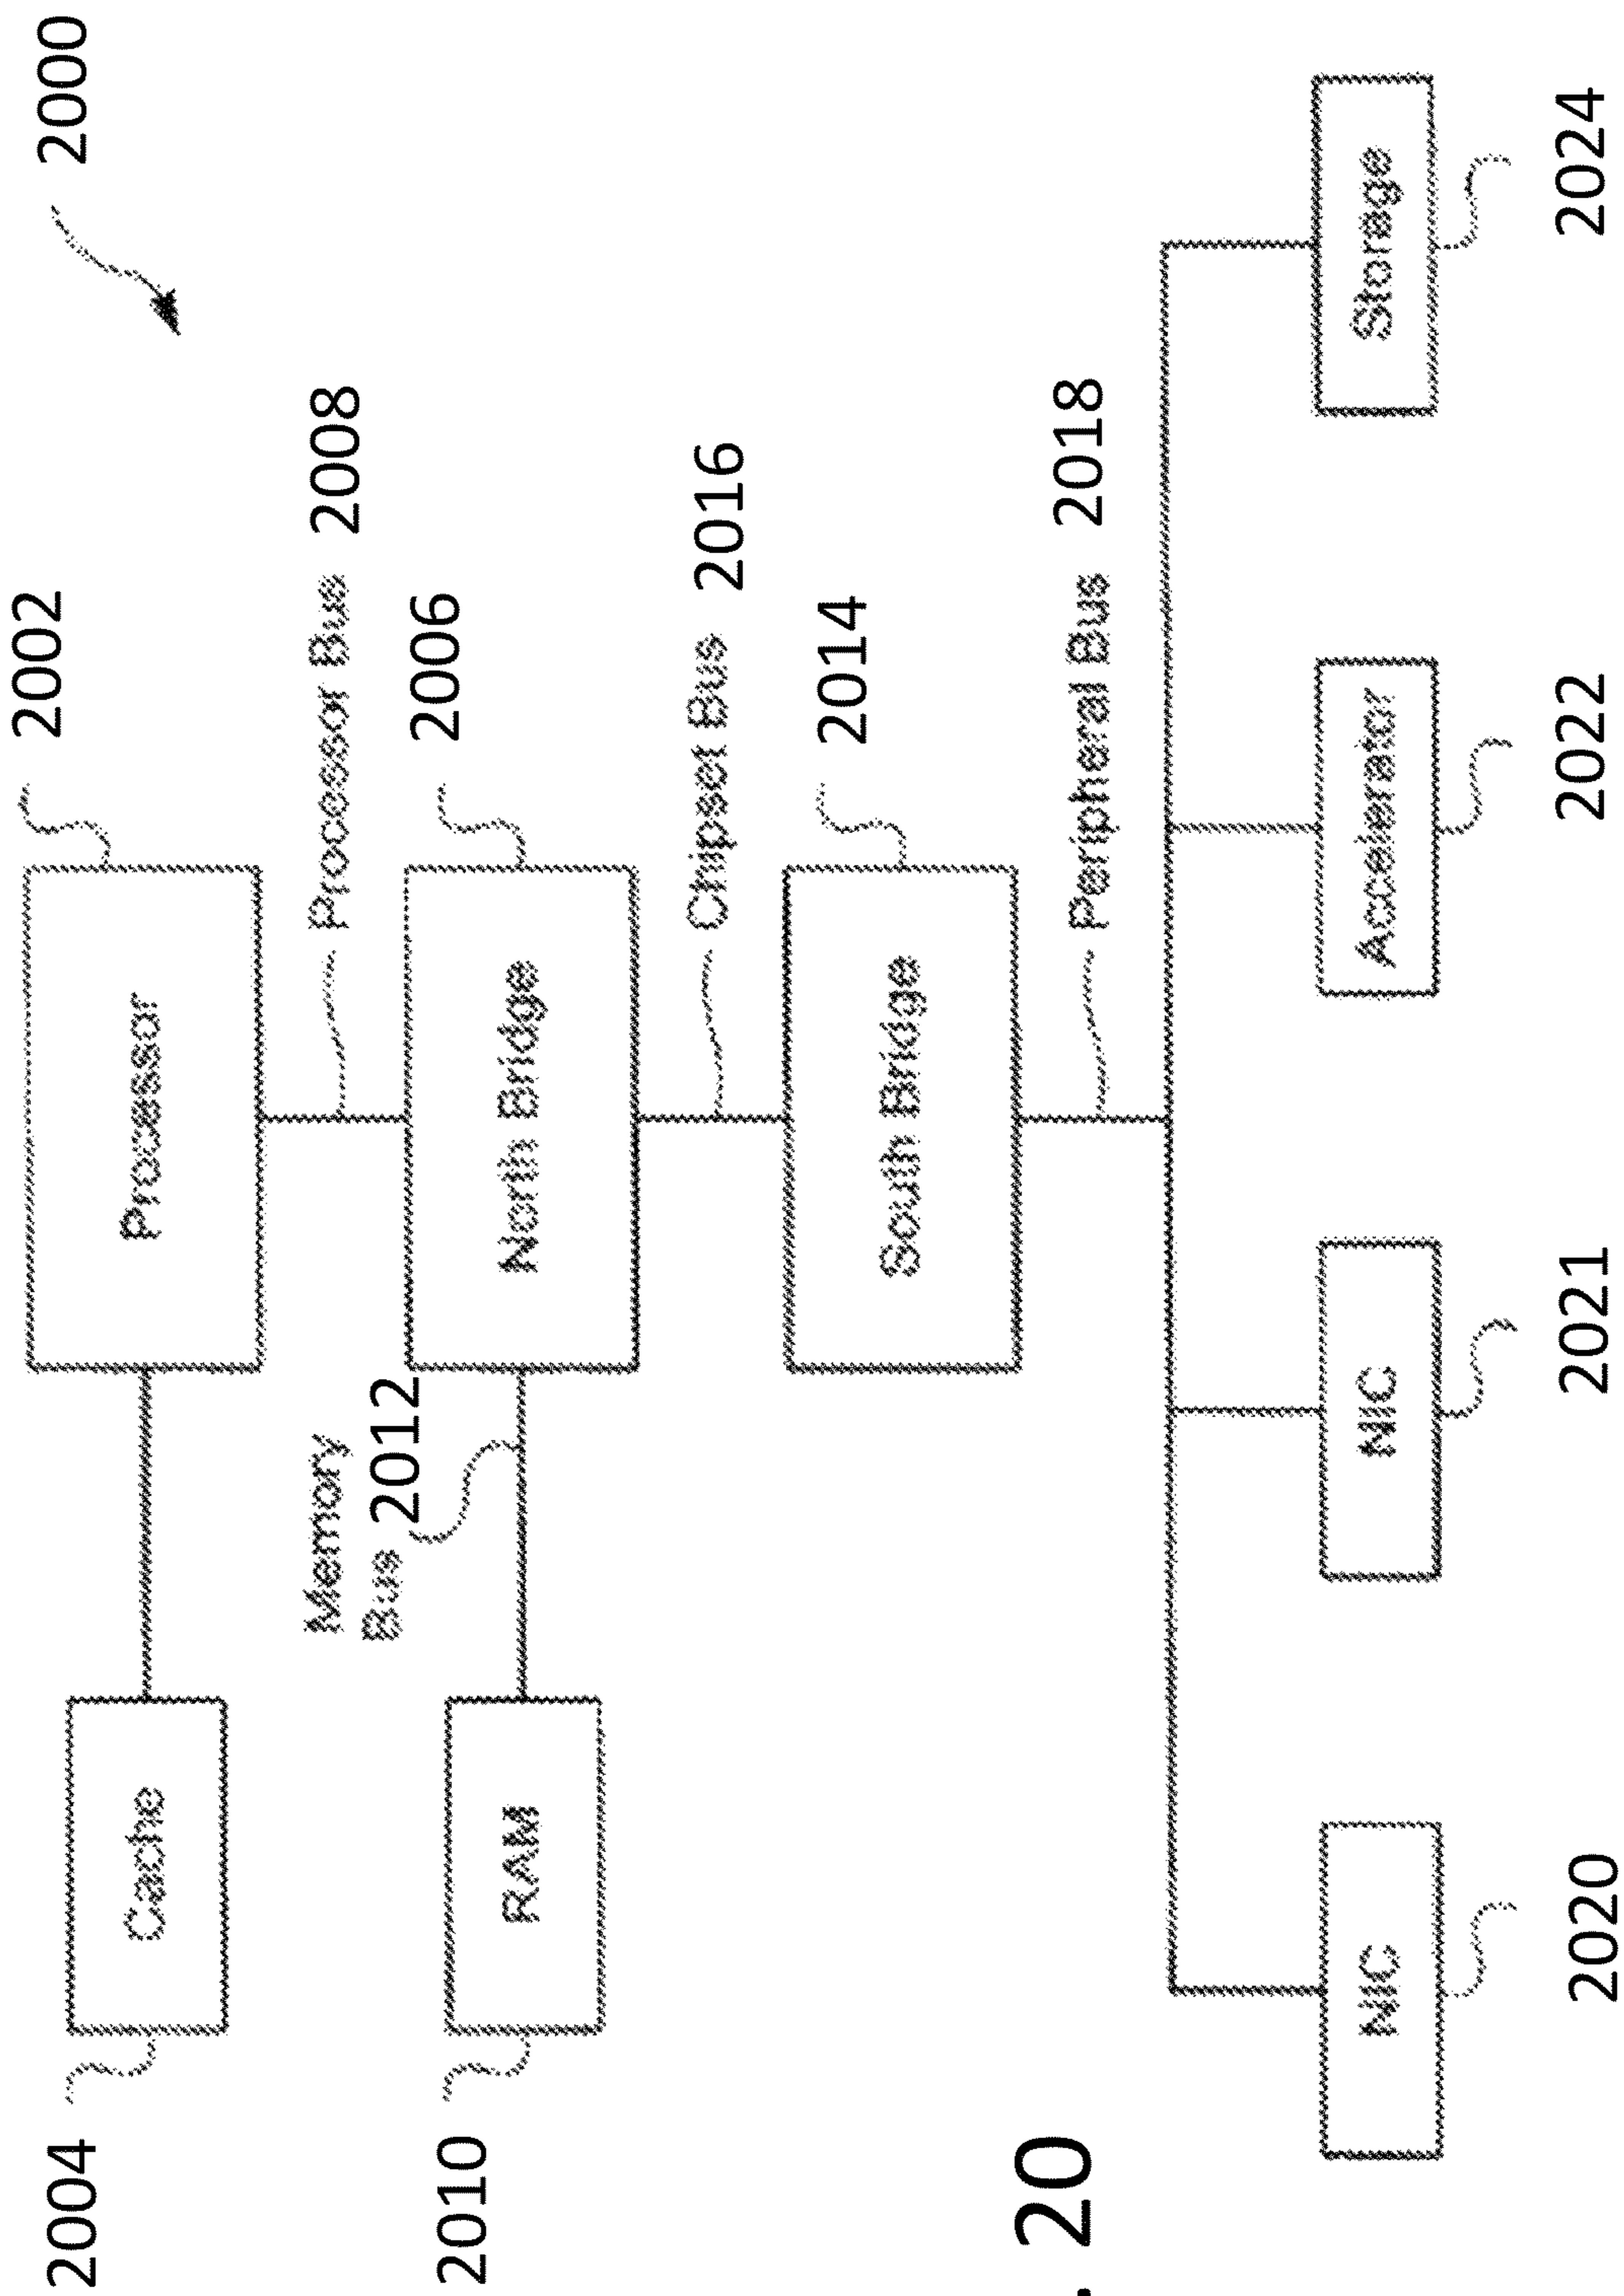 2000
2002
2004
Cache
Processor
Processor Bus 2008
Memory
Bus 2012
2006
2010
RAM
North Bridge
Chipset Bus 2016
2014
South Bridge
Peripheral Bus 2018
. 20
NIC
NIC
Accelerator
Storage
2020
2021
2022
2024